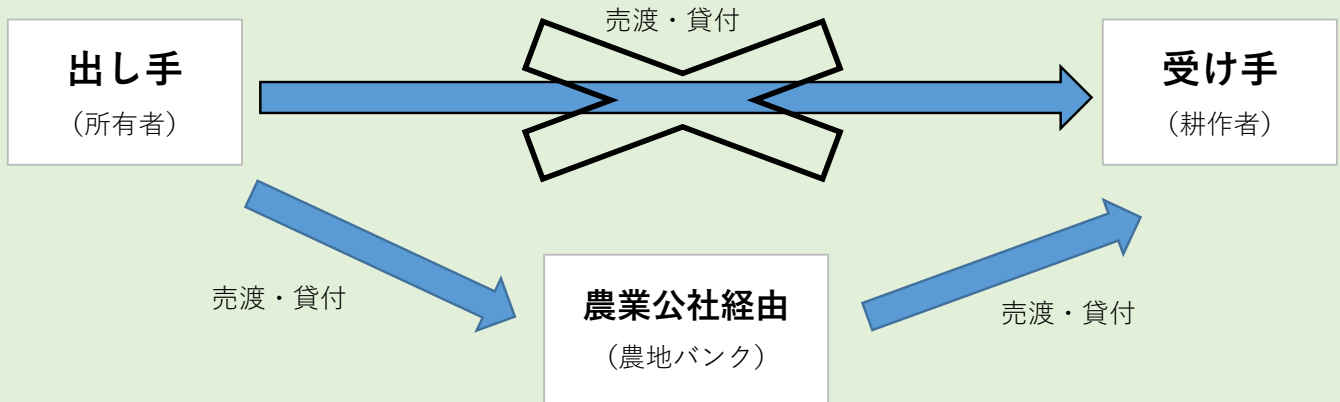 売渡・貸付
出し手
（所有者）
受け手
（耕作者）
売渡・貸付
農業公社経由
（農地バンク）
売渡・貸付